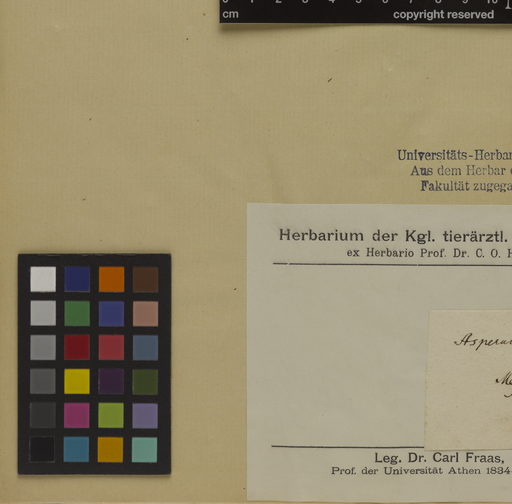 cm
copyright reserved
Universitäts-Herbar
Aus dem Herbar
Fakultät zugega
Herbarium der Kgl. tierärztl.
ex Herbario Prof. Dr. C. O. H
Asperu
Leg. Dr. Carl Fraas,
Prof. der Universität Athen 1834